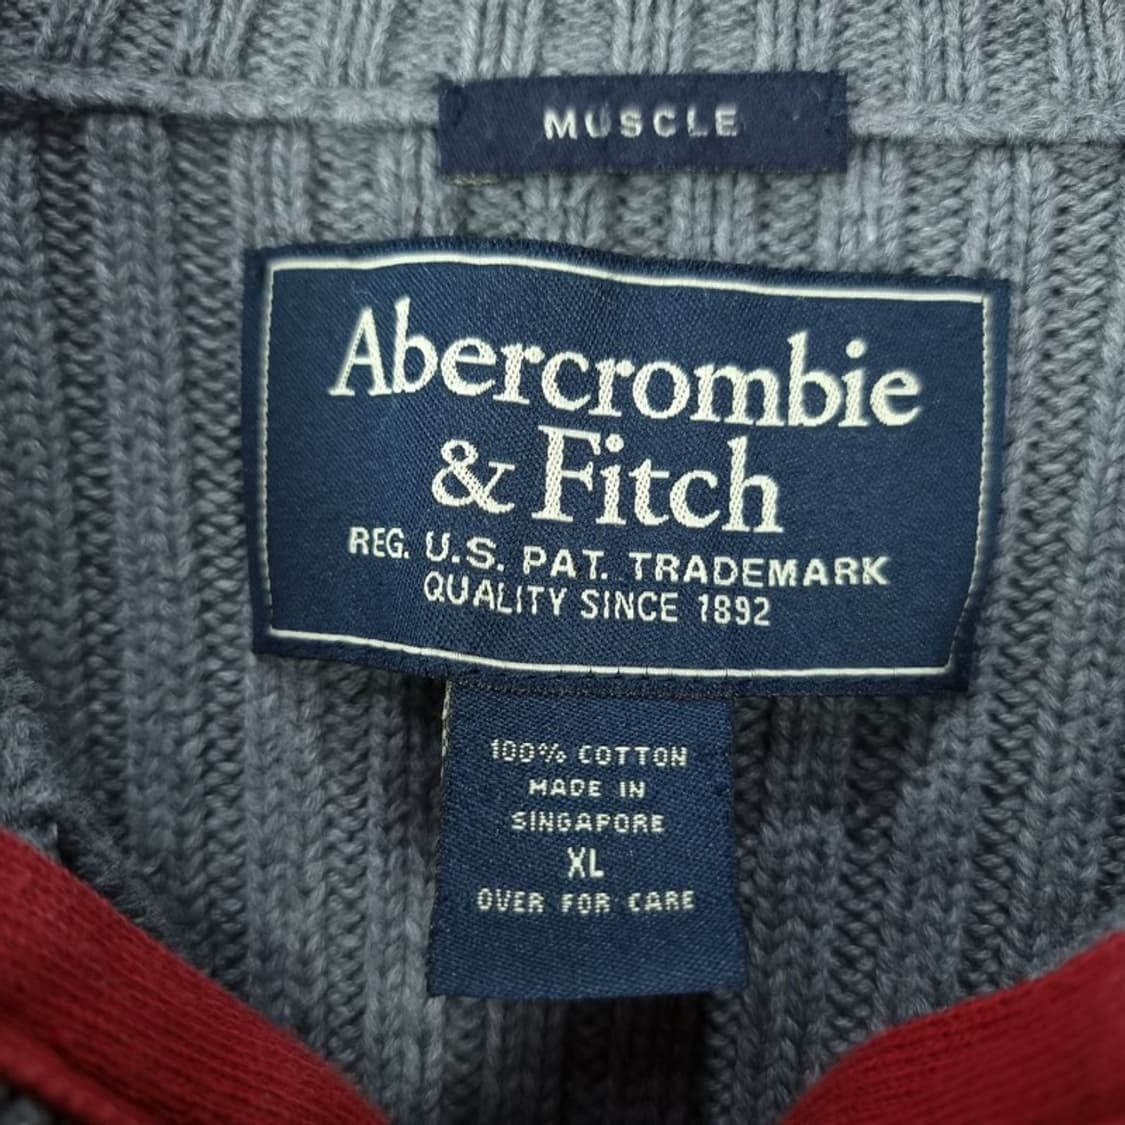 MUSCLE
Abercrombie
& Fitch
REG. U.S. PAT. TRADEMARK
QUALITY SINCE 1892
100% COTTON
MADE IN
SINGAPORE
XL
OVER FOR CARE